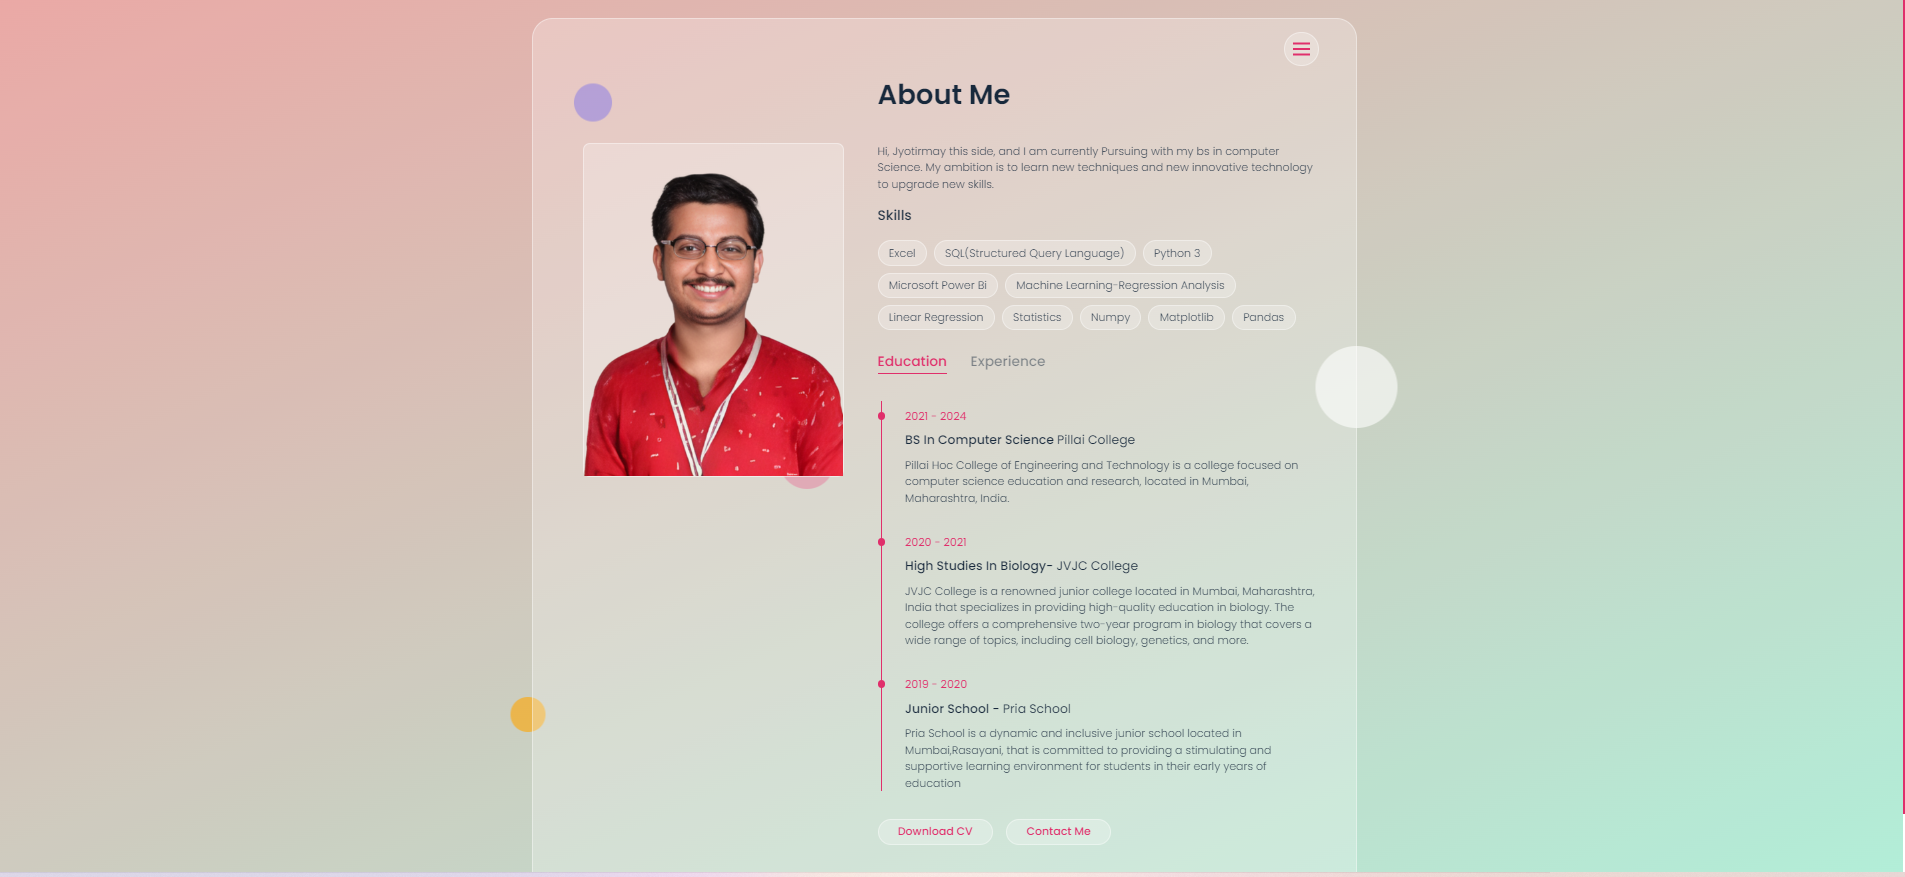 About Me
Hi, Jyotirmay this side, and I am currently Pursuing with my bs in computer
Science. My ambition is to learn new techniques and new innovative technology
to upgrade new skills.
Skills
Excel SQL(Structured Query Language) Python 3
Microsoft Power Bi Machine Learning-Regression Analysis
Linear Regression Statistics Numpy Matplotlib Pandas
Education Experience
2021 - 2024
BS In Computer Science Pillai College
Pillai Hoc College of Engineering and Technology is a college focused on
computer science education and research, located in Mumbai,
Maharashtra, India.
2020 - 2021
High Studies In Biology- JVJC College
JVJC College is a renowned junior college located in Mumbai, Maharashtra,
India that specializes in providing high-quality education in biology. The
college offers a comprehensive two-year program in biology that covers a
wide range of topics, including cell biology, genetics, and more.
2019 - 2020
Junior School - Pria School
Pria School is a dynamic and inclusive junior school located in
Mumbai,Rasayani, that is committed to providing a stimulating and
supportive learning environment for students in their early years of
education
Download CV Contact Me